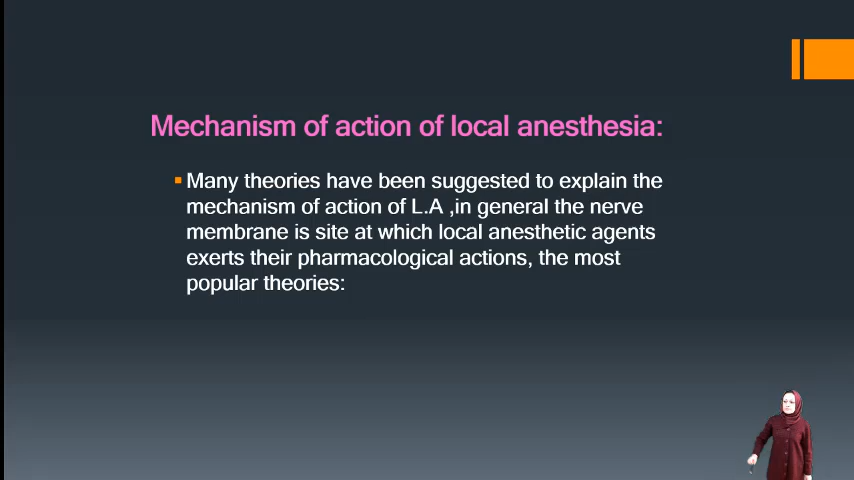 Mechanism of action of local anesthesia:
Many theories have been suggested to explain the
mechanism of action of L.A ,in general the nerve
membrane is site at which local anesthetic agents
exerts their pharmacological actions, the most
popular theories: